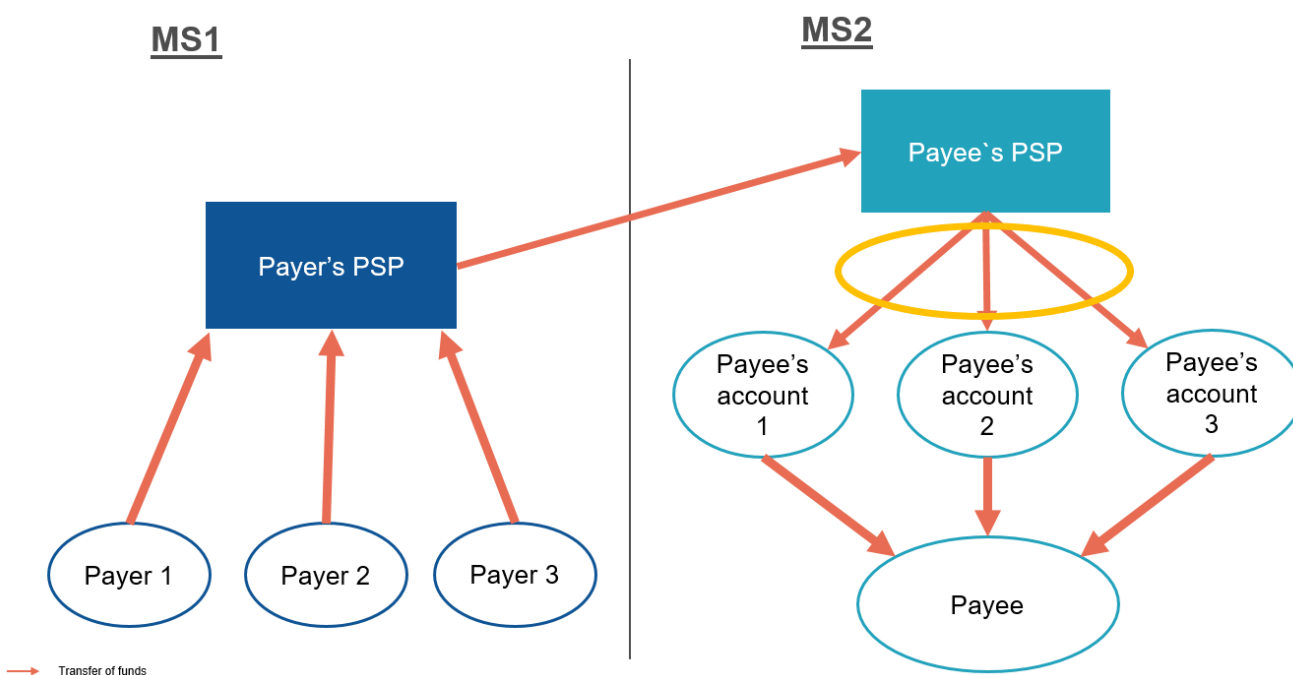 MS1
MS2
Payee`s PSP
Payer’s PSP
Payee’s
account
1
Payee’s
account
2
Payee’s
account
3
Payer 1
Payer 2
Payer 3
Payee
Transfer of funds